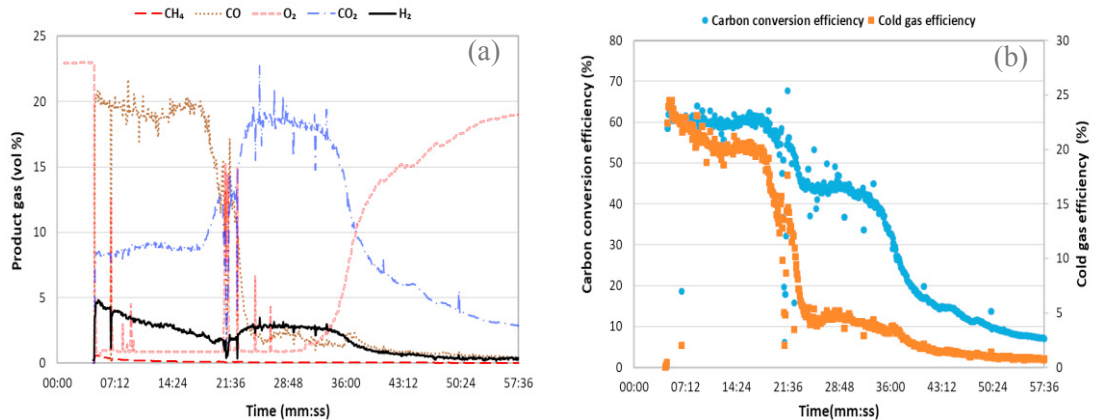 CH₄ CO O₂ CO₂ H₂
(a)
Product gas (vol %)
25
20
15
10
5
0
00:00 07:12 14:24 21:36 28:48 36:00 43:12 50:24 57:36
Time (mm:ss)
Carbon conversion efficiency Cold gas efficiency
(b)
Carbon conversion efficiency (%)
80
70
60
50
40
30
20
10
0
30
25
20
15
10
5
0
Cold gas efficiency (%)
00:00 07:12 14:24 21:36 28:48 36:00 43:12 50:24 57:36
Time(mm:ss)